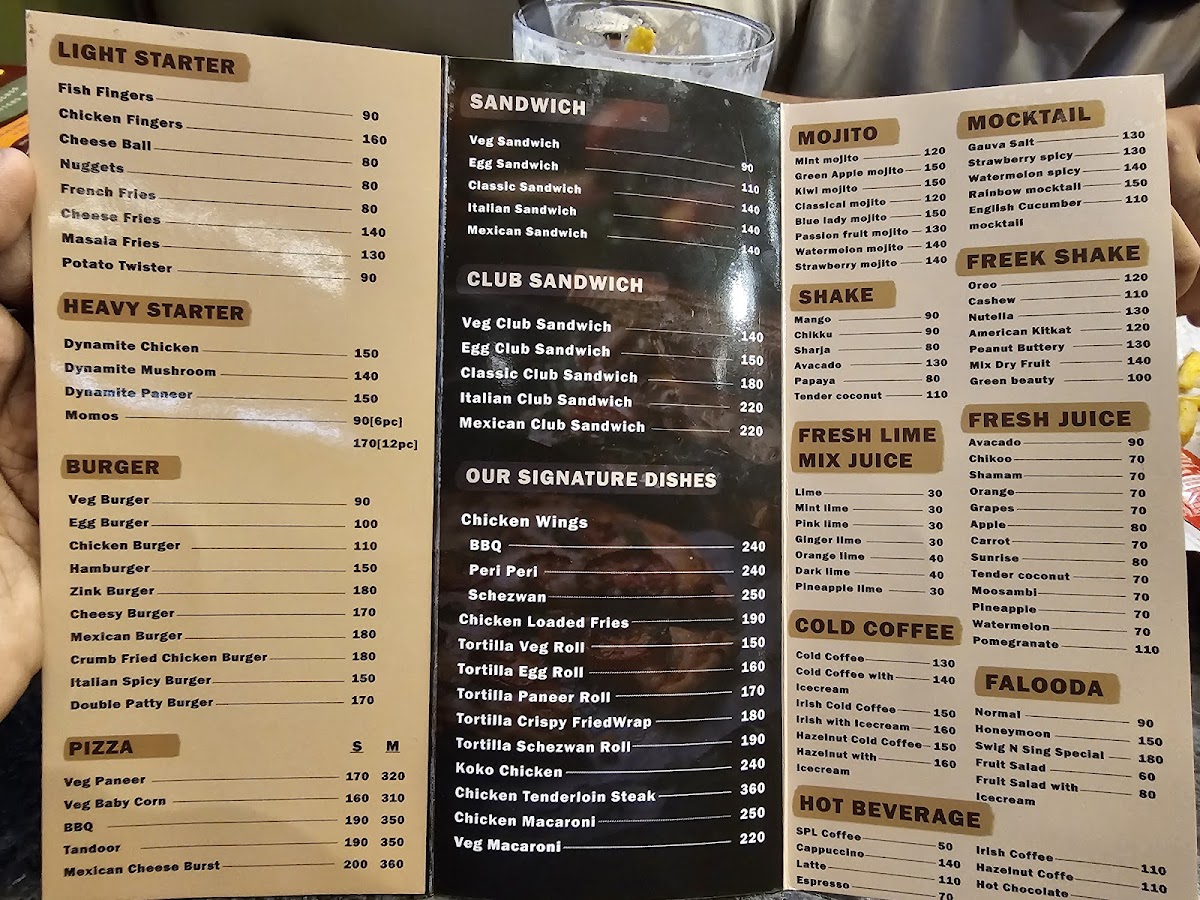 LIGHT STARTER
Fish Fingers 90
Chicken Fingers 160
Cheese Ball 80
Nuggets 80
French Fries 80
Cheese Fries 140
Masala Fries 130
Potato Twister 90
HEAVY STARTER
Dynamite Chicken 150
Dynamite Mushroom 140
Dynamite Paneer 150
Momos 90[6pc]
170[12pc]
BURGER
Veg Burger 90
Egg Burger 100
Chicken Burger 110
Hamburger 150
Zink Burger 180
Cheesy Burger 170
Mexican Burger 180
Crumb Fried Chicken Burger 180
Italian Spicy Burger 150
Double Patty Burger 170
PIZZA S M
Veg Paneer 170 320
Veg Baby Corn 160 310
BBQ 190 350
Tandoor 190 350
Mexican Cheese Burst 200 360
SANDWICH
Veg Sandwich 90
Egg Sandwich 110
Classic Sandwich 140
Italian Sandwich 140
Mexican Sandwich 140
CLUB SANDWICH
Veg Club Sandwich 140
Egg Club Sandwich 150
Classic Club Sandwich 180
Italian Club Sandwich 220
Mexican Club Sandwich 220
OUR SIGNATURE DISHES
Chicken Wings
BBQ 240
Peri Peri 240
Schezwan 250
Chicken Loaded Fries 190
Tortilla Veg Roll 150
Tortilla Egg Roll 160
Tortilla Paneer Roll 170
Tortilla Crispy FriedWrap 180
Tortilla Schezwan Roll 190
Koko Chicken 240
Chicken Tenderloin Steak 360
Chicken Macaroni 250
Veg Macaroni 220
MOJITO
Mint mojito 120
Green Apple mojito 150
Kiwi mojito 150
Classical mojito 120
Blue lady mojito 150
Passion fruit mojito 130
Watermelon mojito 140
Strawberry mojito 140
SHAKE
Mango 90
Chikku 90
Sharja 80
Avacado 130
Papaya 80
Tender coconut 110
FRESH LIME
MIX JUICE
Lime 30
Mint lime 30
Pink lime 30
Ginger lime 30
Orange lime 40
Dark lime 40
Pineapple lime 30
COLD COFFEE
Cold Coffee 130
Cold Coffee with 140
Icecream
Irish Cold Coffee 150
Irish with Icecream 160
Hazelnut Cold Coffee 150
Hazelnut with 160
Icecream
MOCKTAIL
Gauva Salt 130
Strawberry spicy 130
Watermelon spicy 140
Rainbow mocktall 150
English Cucumber 110
mocktail
FREEK SHAKE
Oreo 120
Cashew 110
Nutella 130
American Kitkat 120
Peanut Buttery 130
Mix Dry Fruit 140
Green beauty 100
FRESH JUICE
Avacado 90
Chikoo 70
Shamam 70
Orange 70
Grapes 70
Apple 80
Carrot 70
Sunrise 80
Tender coconut 70
Moosambi 70
Pineapple 70
Watermelon 70
Pomegranate 110
FALOODA
Normal 90
Honeymoon 150
Swig N Sing Special 180
Fruit Salad 60
Fruit Salad with 80
Icecream
HOT BEVERAGE
SPL Coffee 50
Cappuccino 140
Latte 110
Espresso 70
Irish Coffee 110
Hazelnut Coffe 110
Hot Chocolate